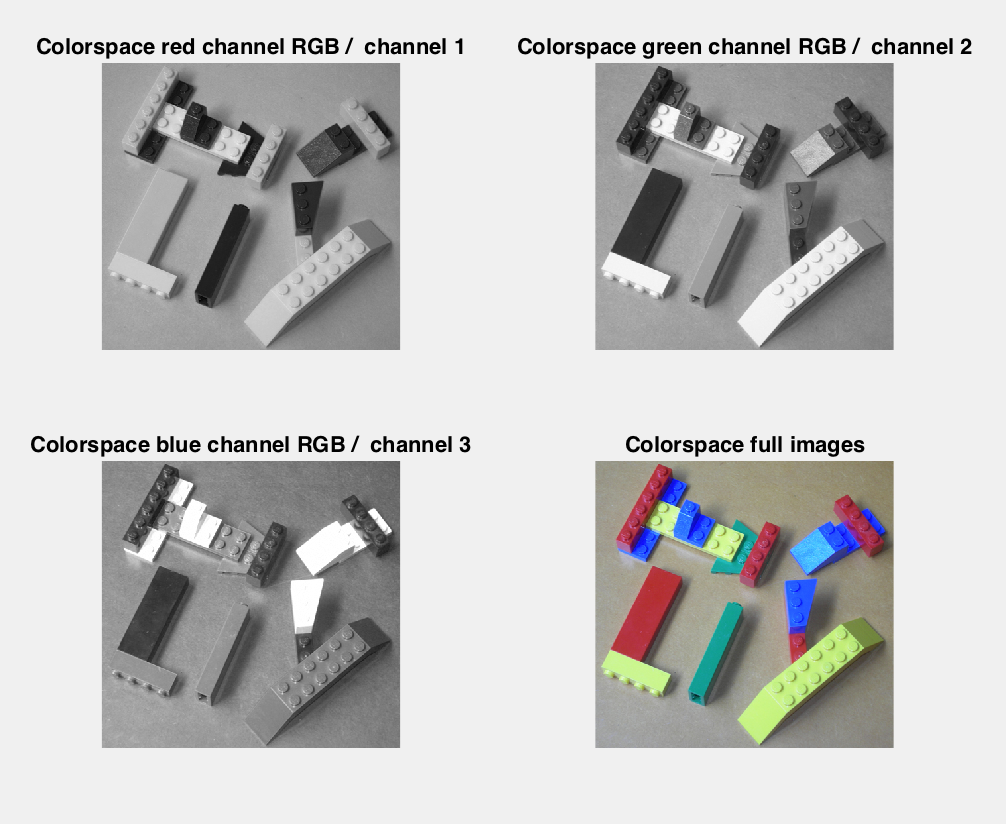 Colorspace red channel RGB / channel 1
Colorspace green channel RGB / channel 2
Colorspace blue channel RGB / channel 3
Colorspace full images